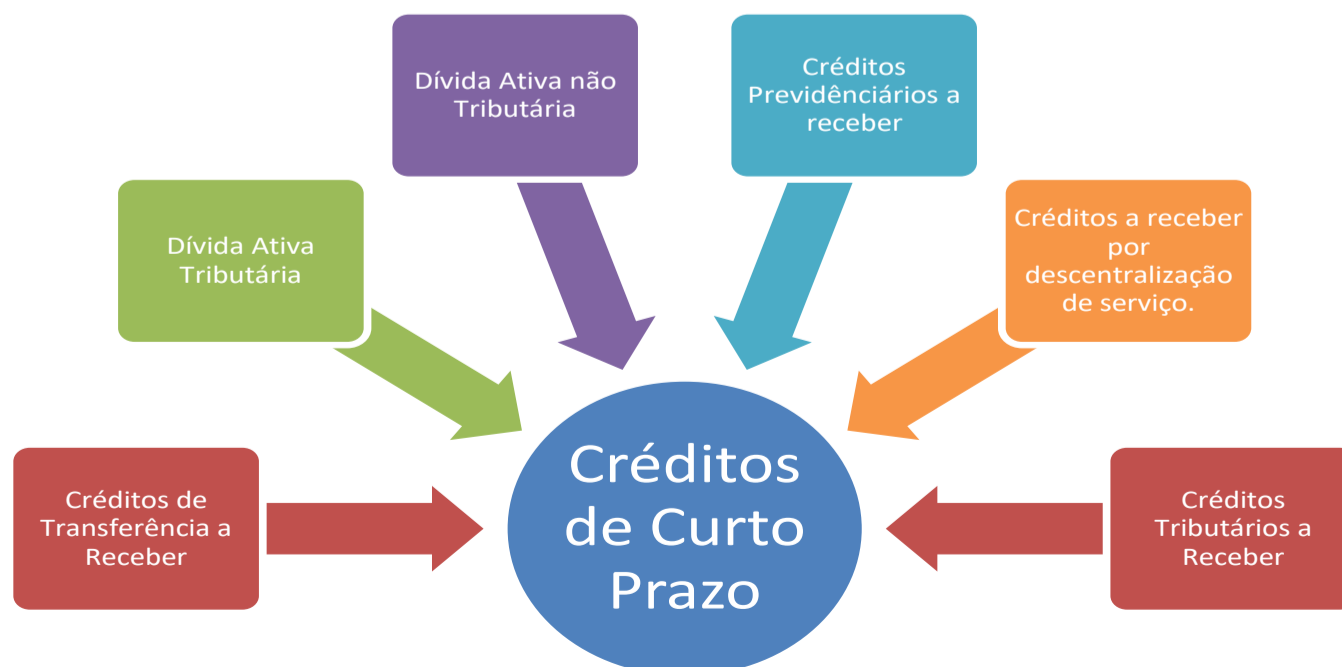 Dívida Ativa não
Tributária
Créditos
Previdênciários a
receber
Dívida Ativa
Tributária
Créditos a receber
por
descentralização
de serviço.
Créditos de
Transferência a
Receber
Créditos
de Curto
Prazo
Créditos
Tributários a
Receber